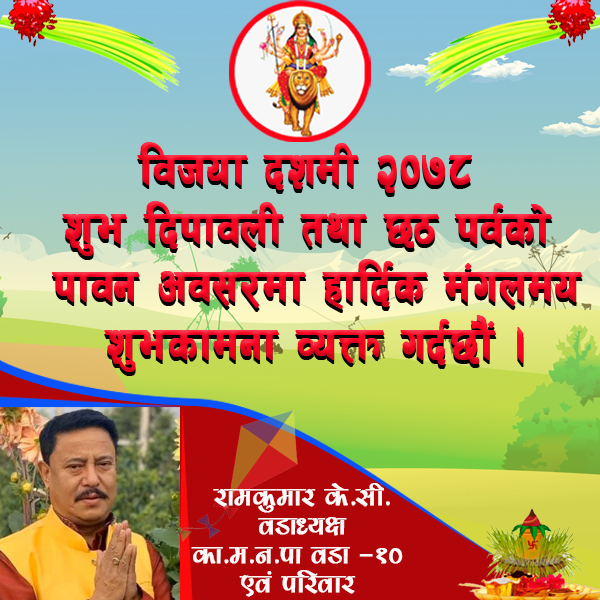 विजया दशमी २०७८
शुभ दिपावली तथा छठ पर्वको
पावन अवसरमा हार्दिक मंगलमय
शुभकामना व्यक्त गर्दछौं ।
रामकुमार के.सी.
वडाध्यक्ष
का.म.न.पा वडा -१०
एवं परिवार